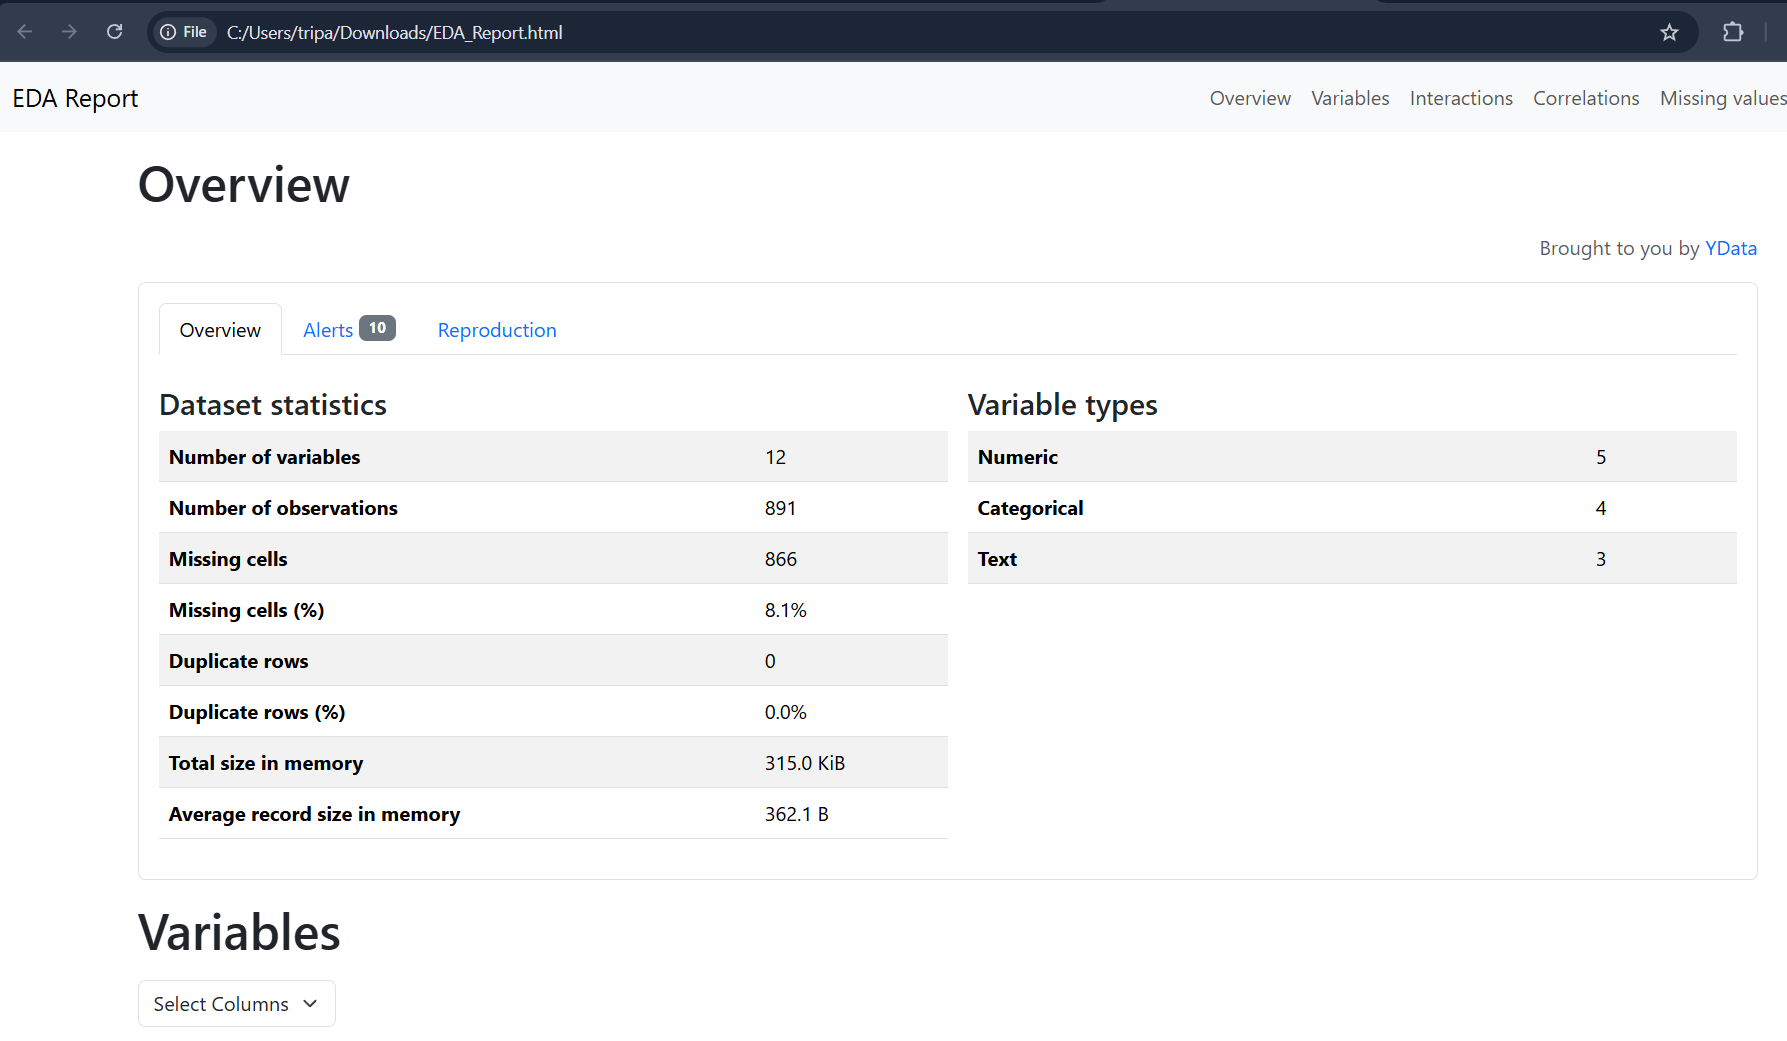 File C:/Users/tripa/Downloads/EDA_Report.html
EDA Report Overview Variables Interactions Correlations Missing values
Overview
Brought to you by YData
Overview Alerts 10 Reproduction
Dataset statistics
Number of variables 12
Number of observations 891
Missing cells 866
Missing cells (%) 8.1%
Duplicate rows 0
Duplicate rows (%) 0.0%
Total size in memory 315.0 KiB
Average record size in memory 362.1 B
Variable types
Numeric 5
Categorical 4
Text 3
Variables
Select Columns